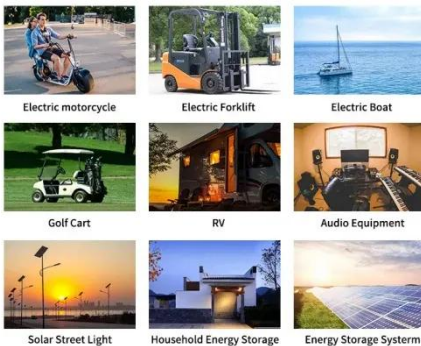 Electric motorcycle
Electric Forklift
Electric Boat
Golf Cart
RV
Audio Equipment
Solar Street Light
Household Energy Storage
Energy Storage Systerm